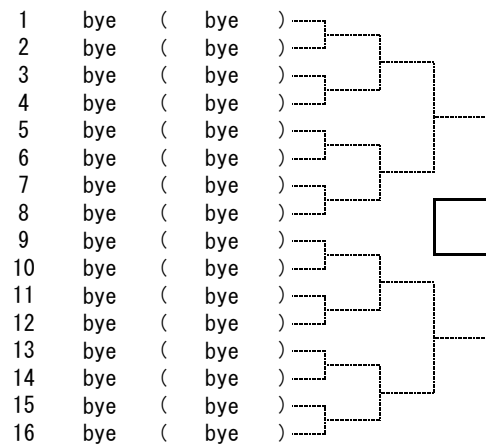 1 bye ( bye )
2 bye ( bye )
3 bye ( bye )
4 bye ( bye )
5 bye ( bye )
6 bye ( bye )
7 bye ( bye )
8 bye ( bye )
9 bye ( bye )
10 bye ( bye )
11 bye ( bye )
12 bye ( bye )
13 bye ( bye )
14 bye ( bye )
15 bye ( bye )
16 bye ( bye )